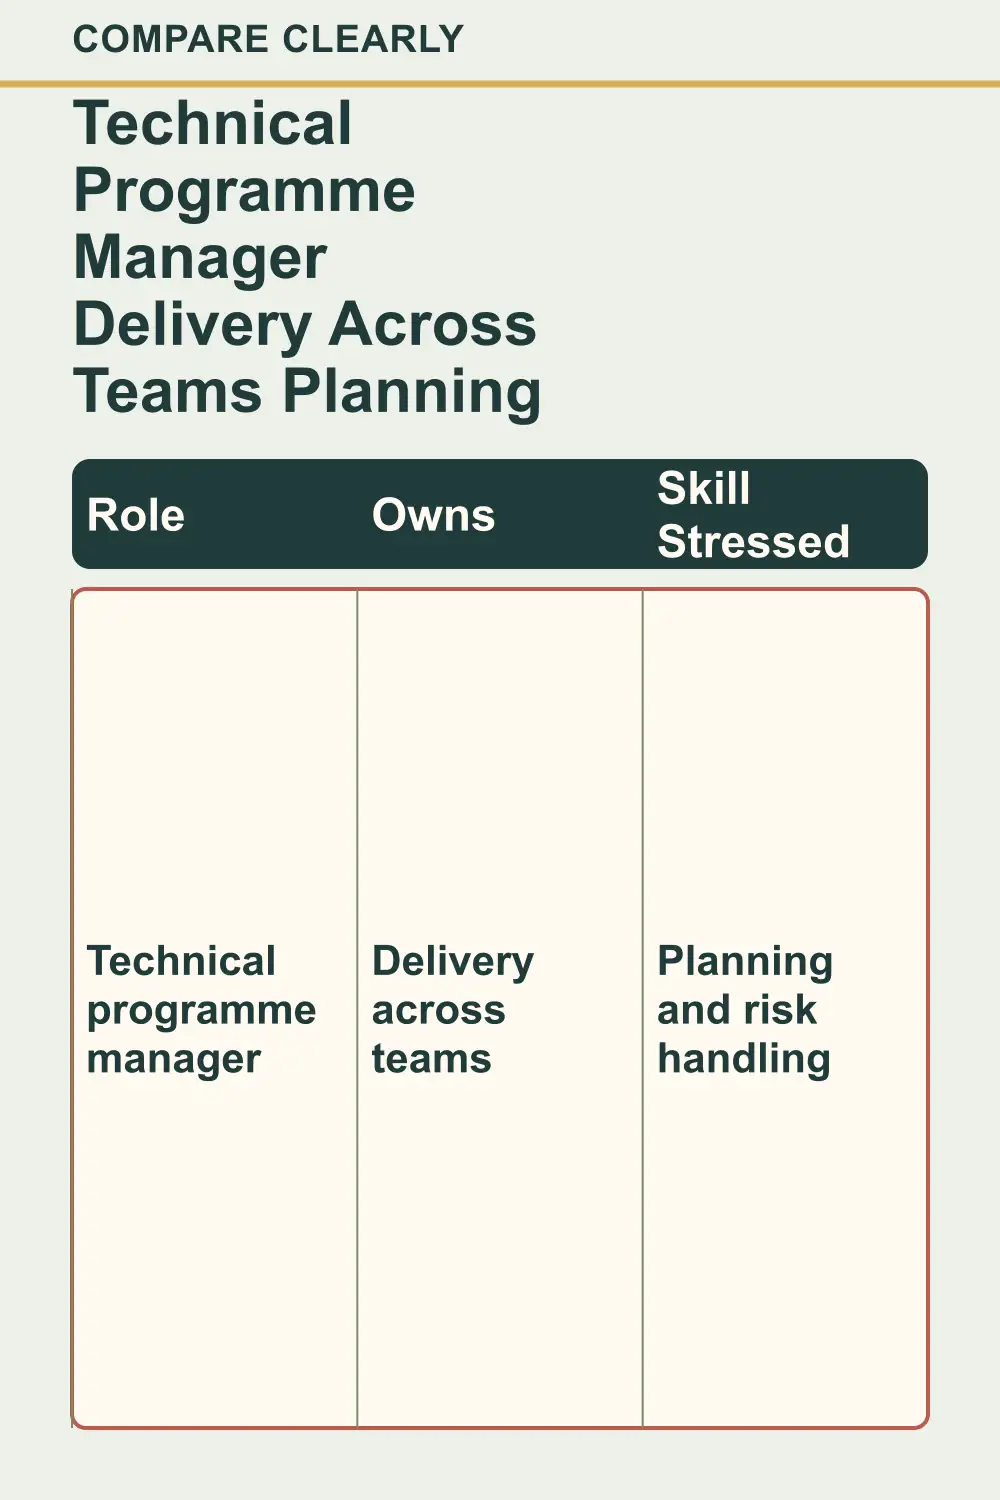 COMPARE CLEARLY
Technical
Programme
Manager
Delivery Across
Teams Planning
Role
Owns
Skill
Stressed
Technical
programme
manager
Delivery
across
teams
Planning
and risk
handling